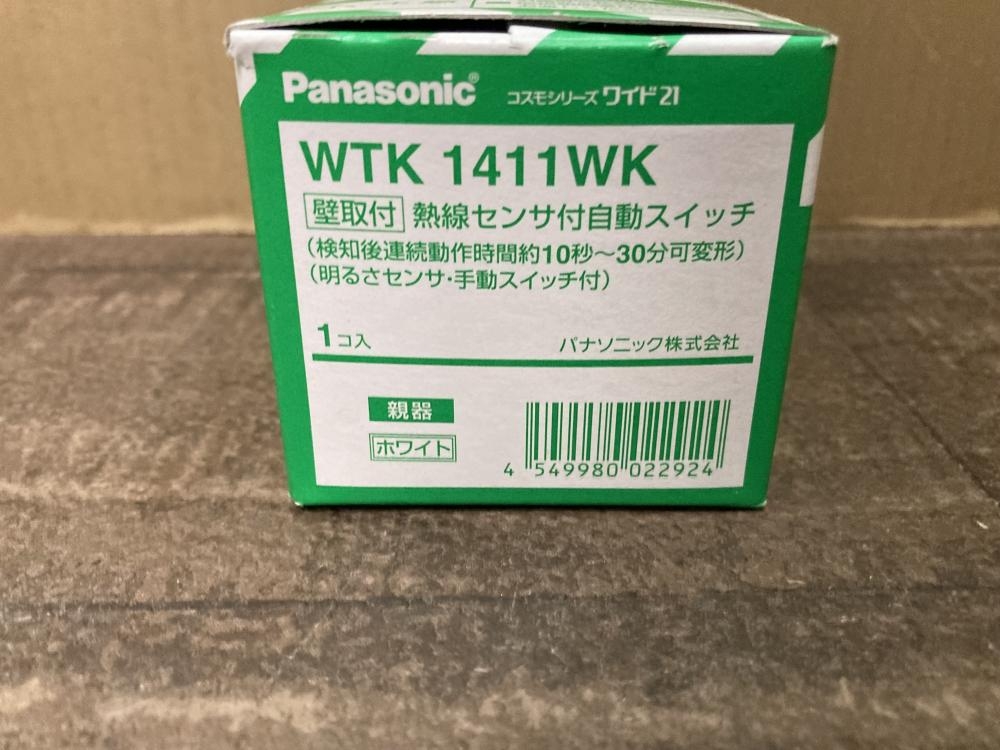 Panasonic® コスモシリーズ ワイド21
WTK 1411WK
壁取付 熱線センサ付自動スイッチ
(検知後連続動作時間約10秒〜30分可変形)
(明るさセンサ・手動スイッチ付)
1コ入 パナソニック株式会社
親器
ホワイト
4 549980 022924